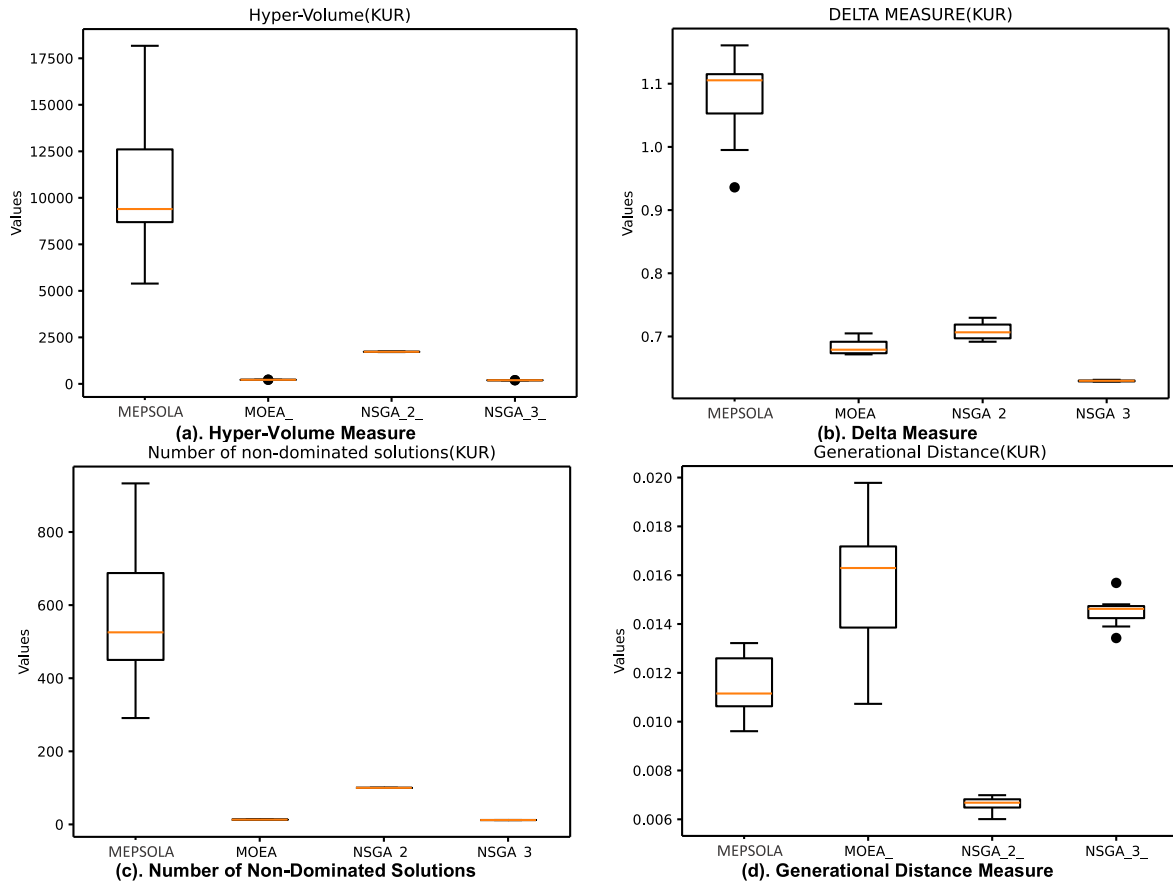 Hyper-Volume(KUR)
17500
15000
12500
10000
7500
5000
2500
0
Values
MEPSOLA MOEA_ NSGA_2_ NSGA_3_
(a). Hyper-Volume Measure
DELTA MEASURE(KUR)
1.1
1.0
0.9
0.8
0.7
Values
MEPSOLA MOEA NSGA 2 NSGA 3
(b). Delta Measure
Number of non-dominated solutions(KUR)
800
600
400
200
0
Values
MEPSOLA MOEA NSGA 2 NSGA 3
(c). Number of Non-Dominated Solutions
Generational Distance(KUR)
0.020
0.018
0.016
0.014
0.012
0.010
0.008
0.006
Values
MEPSOLA MOEA_ NSGA_2_ NSGA_3_
(d). Generational Distance Measure